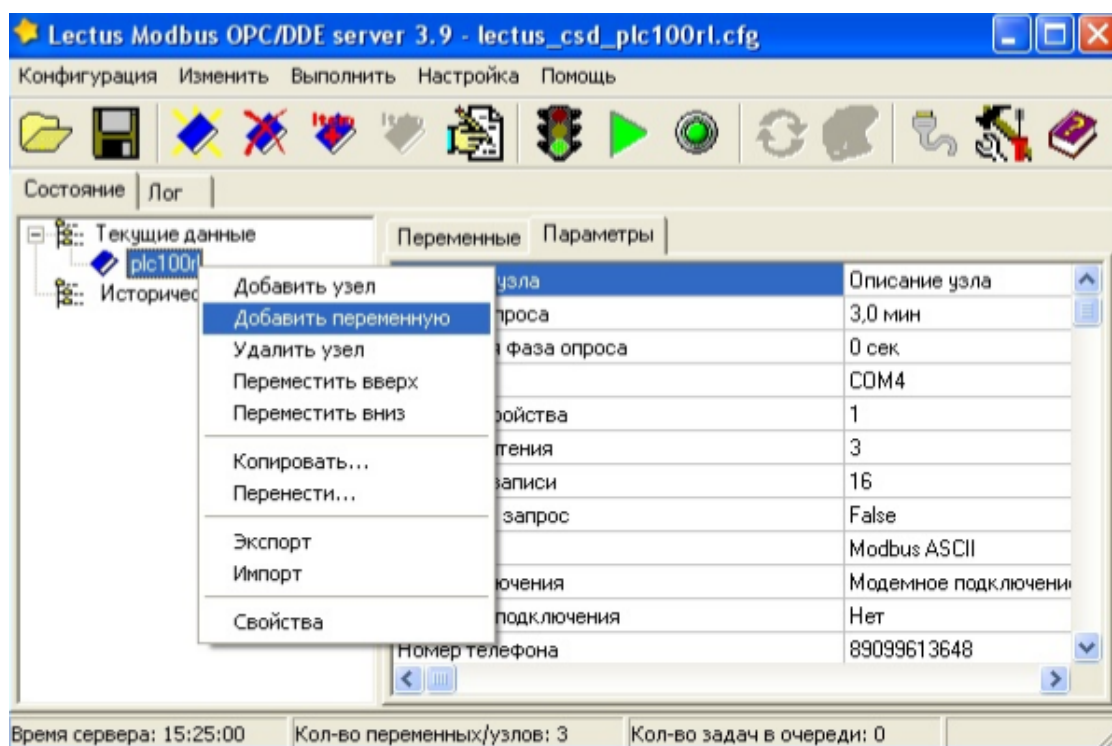 Lectus Modbus OPC/DDE server 3.9 - lectus_csd_plc100rl.cfg
Конфигурация Изменить Выполнить Настройка Помощь
Состояние Лог
Текущие данные
plc100rl
Историчес
Добавить узел
Добавить переменную
Удалить узел
Переместить вверх
Переместить вниз
Копировать...
Перенести...
Экспорт
Импорт
Свойства
Переменные Параметры
узла Описание узла
проса 3,0 мин
фаза опроса 0 сек
COM4
ройства 1
тения 3
записи 16
запрос False
Modbus ASCII
ючения Модемное подключени
подключения Нет
Номер телефона 89099613648
Время сервера: 15:25:00 Кол-во переменных/узлов: 3 Кол-во задач в очереди: 0